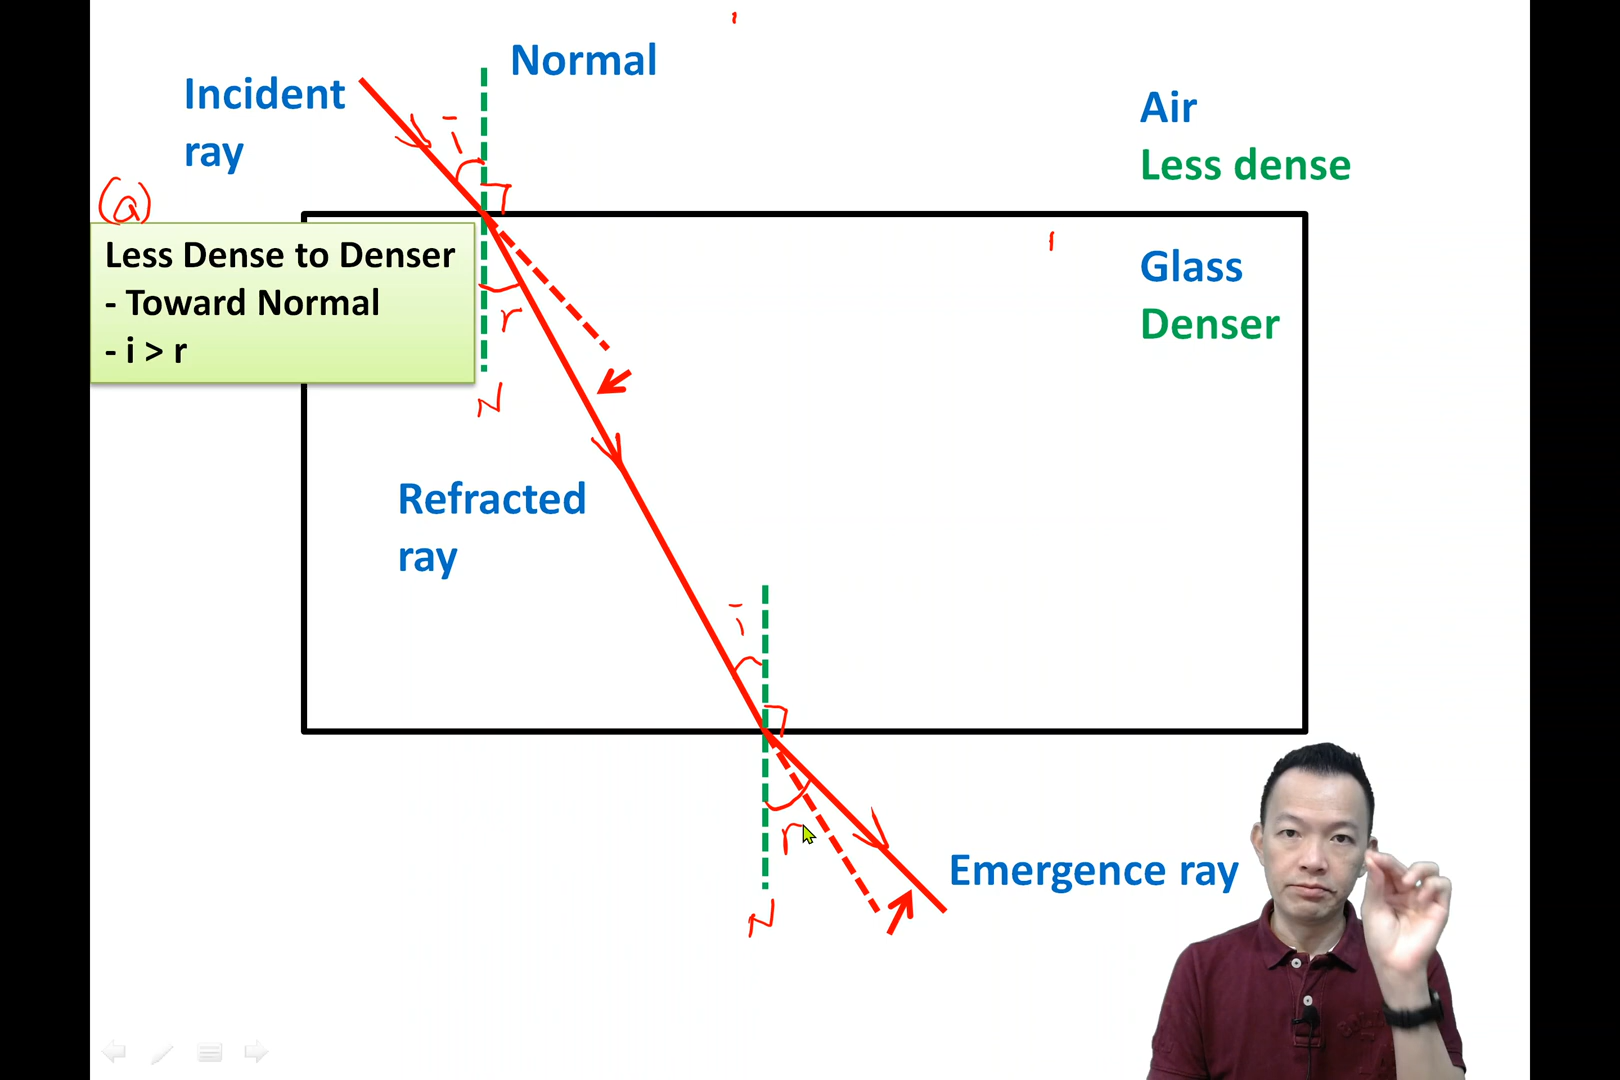 Normal
Incident
ray
i
Air
Less dense
(a)
Less Dense to Denser
- Toward Normal
- i > r
Glass
Denser
r
N
Refracted
ray
i
r
Emergence ray
N